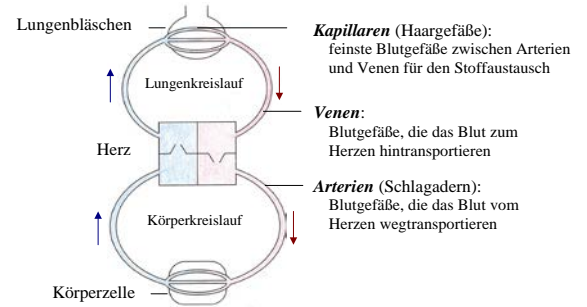 Lungenbläschen
Kapillaren (Haargefäße):
feinste Blutgefäße zwischen Arterien
und Venen für den Stoffaustausch
Lungenkreislauf
Venen:
Blutgefäße, die das Blut zum
Herzen hintransportieren
Herz
Arterien (Schlagadern):
Blutgefäße, die das Blut vom
Herzen wegtransportieren
Körperkreislauf
Körperzelle